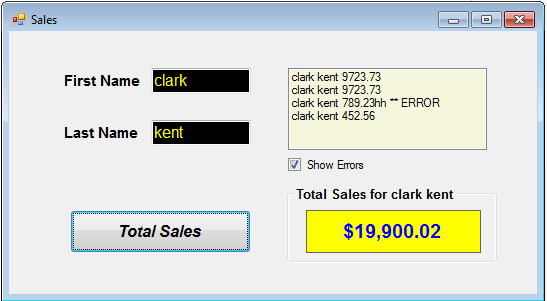 Sales
First Name clark
Last Name kent
Total Sales
clark kent 9723.73
clark kent 9723.73
clark kent 789.23hh ** ERROR
clark kent 452.56
Show Errors
Total Sales for clark kent
$19,900.02